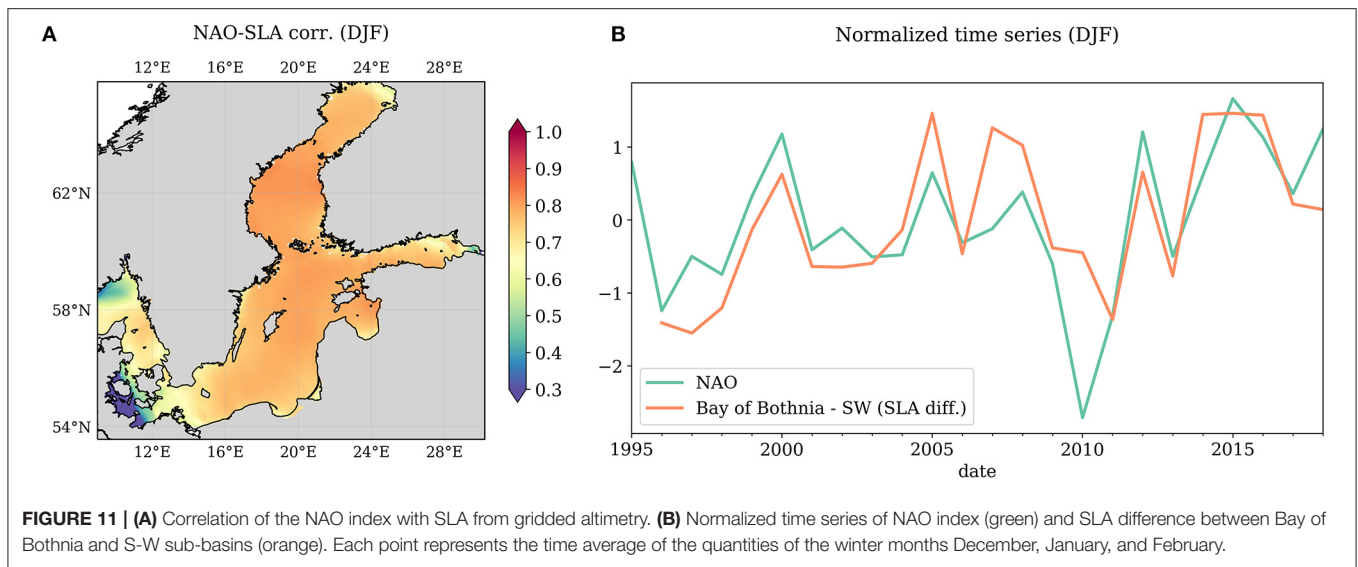 A
NAO-SLA corr. (DJF)
12°E 16°E 20°E 24°E 28°E
62°N
58°N
54°N
12°E 16°E 20°E 24°E 28°E
1.0
0.9
0.8
0.7
0.6
0.5
0.4
0.3
B
Normalized time series (DJF)
1
0
−1
−2
NAO
Bay of Bothnia - SW (SLA diff.)
1995 2000 2005 2010 2015
date
FIGURE 11 | (A) Correlation of the NAO index with SLA from gridded altimetry. (B) Normalized time series of NAO index (green) and SLA difference between Bay of
Bothnia and S-W sub-basins (orange). Each point represents the time average of the quantities of the winter months December, January, and February.